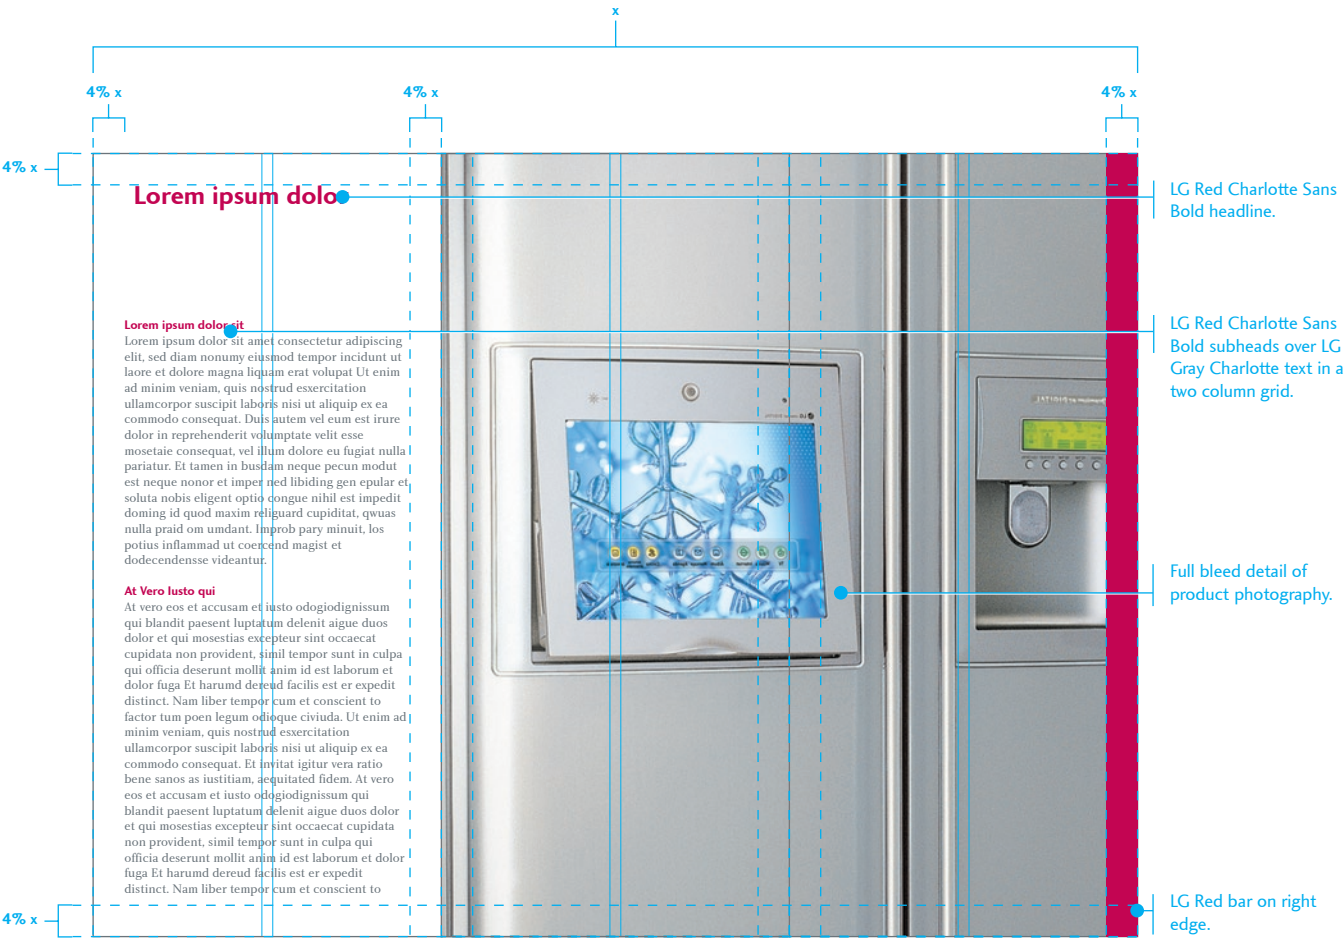 x
4% x
4% x
4% x
4% x
Lorem ipsum dolo
LG Red Charlotte Sans
Bold headline.
Lorem ipsum dolor sit
Lorem ipsum dolor sit amet consectetur adipiscing
elit, sed diam nonumy eiusmod tempor incidunt ut
laore et dolore magna liquam erat volupat Ut enim
ad minim veniam, quis nostrud esxercitation
ullamcorpor suscipit laboris nisi ut aliquip ex ea
commodo consequat. Duis autem vel eum est irure
dolor in reprehenderit volumptate velit esse
mosetaie consequat, vel illum dolore eu fugiat nulla
pariatur. Et tamen in busdam neque pecun modut
est neque nonor et imper ned libiding gen epular et
soluta nobis eligent optio congue nihil est impedit
doming id quod maxim religuard cupiditat, qwuas
nulla praid om umdant. Improb pary minuit, los
potius inflammad ut coercend magist et
dodecendensse videantur.
At Vero Iusto qui
At vero eos et accusam et iusto odogiodignissum
qui blandit paesent luptatum delenit aigue duos
dolor et qui mosestias excepteur sint occaecat
cupidata non provident, simil tempor sunt in culpa
qui officia deserunt mollit anim id est laborum et
dolor fuga Et harumd dereud facilis est er expedit
distinct. Nam liber tempor cum et conscient to
factor tum poen legum odioque civiuda. Ut enim ad
minim veniam, quis nostrud esxercitation
ullamcorpor suscipit laboris nisi ut aliquip ex ea
commodo consequat. Et invitat igitur vera ratio
bene sanos as iustitiam, aequitated fidem. At vero
eos et accusam et iusto odogiodignissum qui
blandit paesent luptatum delenit aigue duos dolor
et qui mosestias excepteur sint occaecat cupidata
non provident, simil tempor sunt in culpa qui
officia deserunt mollit anim id est laborum et dolor
fuga Et harumd dereud facilis est er expedit
distinct. Nam liber tempor cum et conscient to
LG Red Charlotte Sans
Bold subheads over LG
Gray Charlotte text in a
two column grid.
Full bleed detail of
product photography.
4% x
LG Red bar on right
edge.